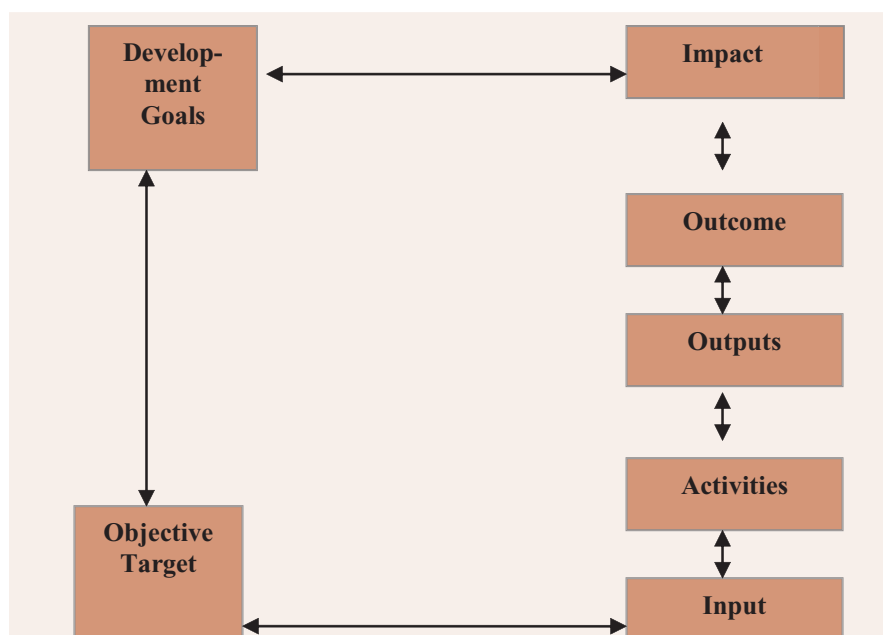 Develop-
ment
Goals
Impact
Outcome
Outputs
Activities
Objective
Target
Input